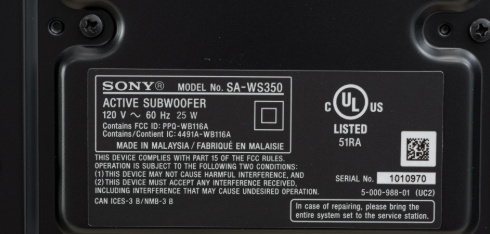 SONY® MODEL No. SA-WS350
ACTIVE SUBWOOFER
120 V ~ 60 Hz 25 W
Contains FCC ID: PPQ-WB116A
Contains/Contient IC: 4491A-WB116A
MADE IN MALAYSIA / FABRIQUÉ EN MALAISIE
THIS DEVICE COMPLIES WITH PART 15 OF THE FCC RULES.
OPERATION IS SUBJECT TO THE FOLLOWING TWO CONDITIONS:
(1) THIS DEVICE MAY NOT CAUSE HARMFUL INTERFERENCE, AND
(2) THIS DEVICE MUST ACCEPT ANY INTERFERENCE RECEIVED,
INCLUDING INTERFERENCE THAT MAY CAUSE UNDESIRED OPERATION.
CAN ICES-3 B/NMB-3 B
C UL US
LISTED
51RA
SERIAL No. 1010970
5-000-988-01 (UC2)
In case of repairing, please bring the
entire system set to the service station.